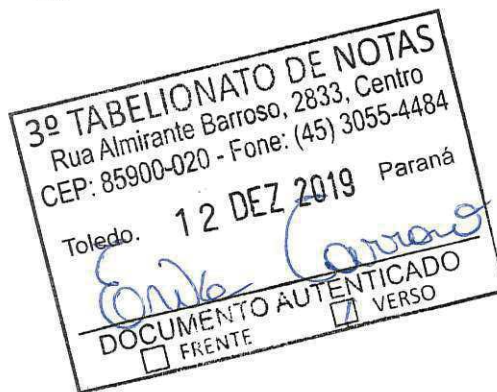 3º TABELIONATO DE NOTAS
Rua Almirante Barroso, 2833, Centro
CEP: 85900-020 - Fone: (45) 3055-4484
Toledo. 12 DEZ 2019 Paraná
Carraro
DOCUMENTO AUTENTICADO
FRENTE VERSO